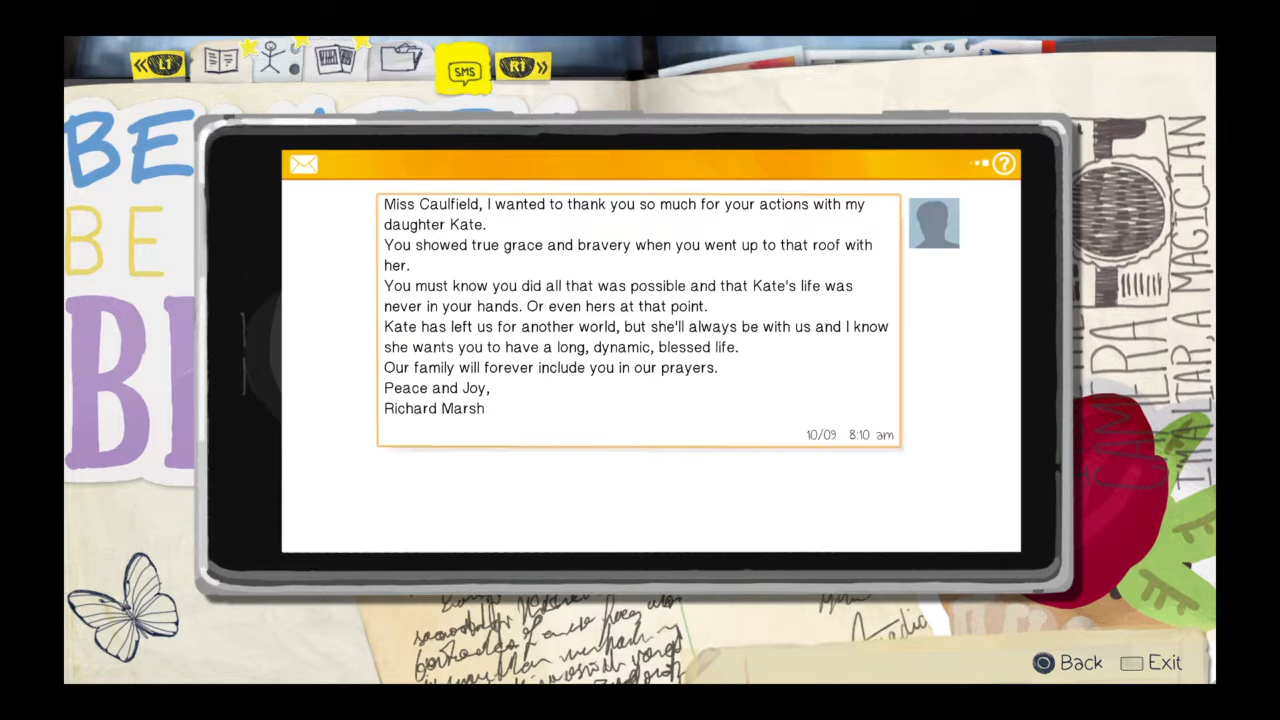 LT
SMS
R1
BE
BE
Miss Caulfield, I wanted to thank you so much for your actions with my
daughter Kate.
You showed true grace and bravery when you went up to that roof with
her.
You must know you did all that was possible and that Kate's life was
never in your hands. Or even hers at that point.
Kate has left us for another world, but she'll always be with us and I know
she wants you to have a long, dynamic, blessed life.
Our family will forever include you in our prayers.
Peace and Joy,
Richard Marsh
10/09 8:10 am
?
CAMERA
LIAR, A MAGICIAN
Back
Exit